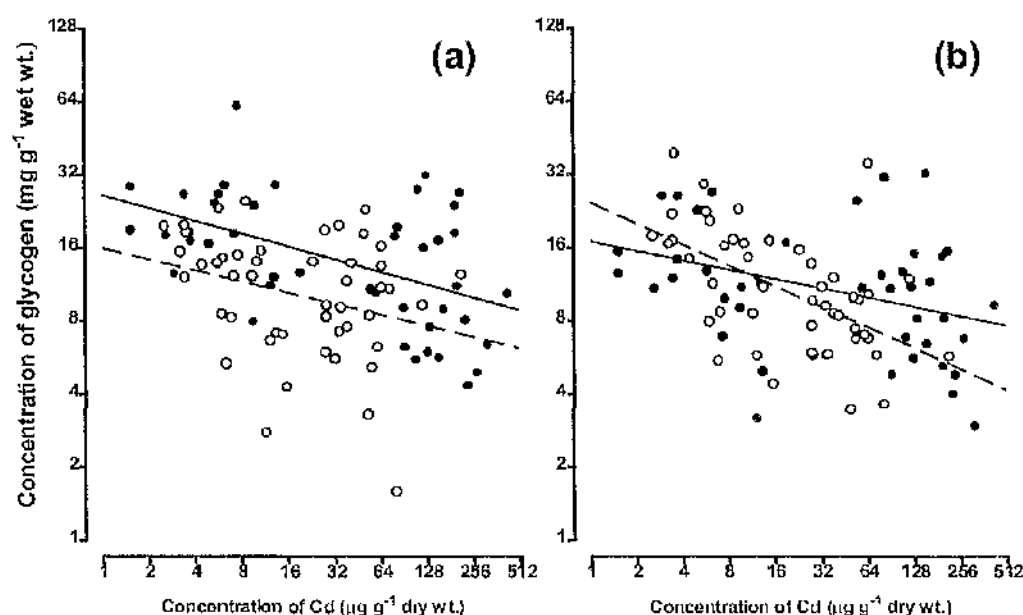 (a)
(b)
Concentration of glycogen (mg g⁻¹ wet wt.)
128
64
32
16
8
4
2
1
128
64
32
16
8
4
2
1
1 2 4 8 16 32 64 128 256 512
1 2 4 8 16 32 64 128 256 512
Concentration of Cd (µg g⁻¹ dry wt.)
Concentration of Cd (µg g⁻¹ dry wt.)